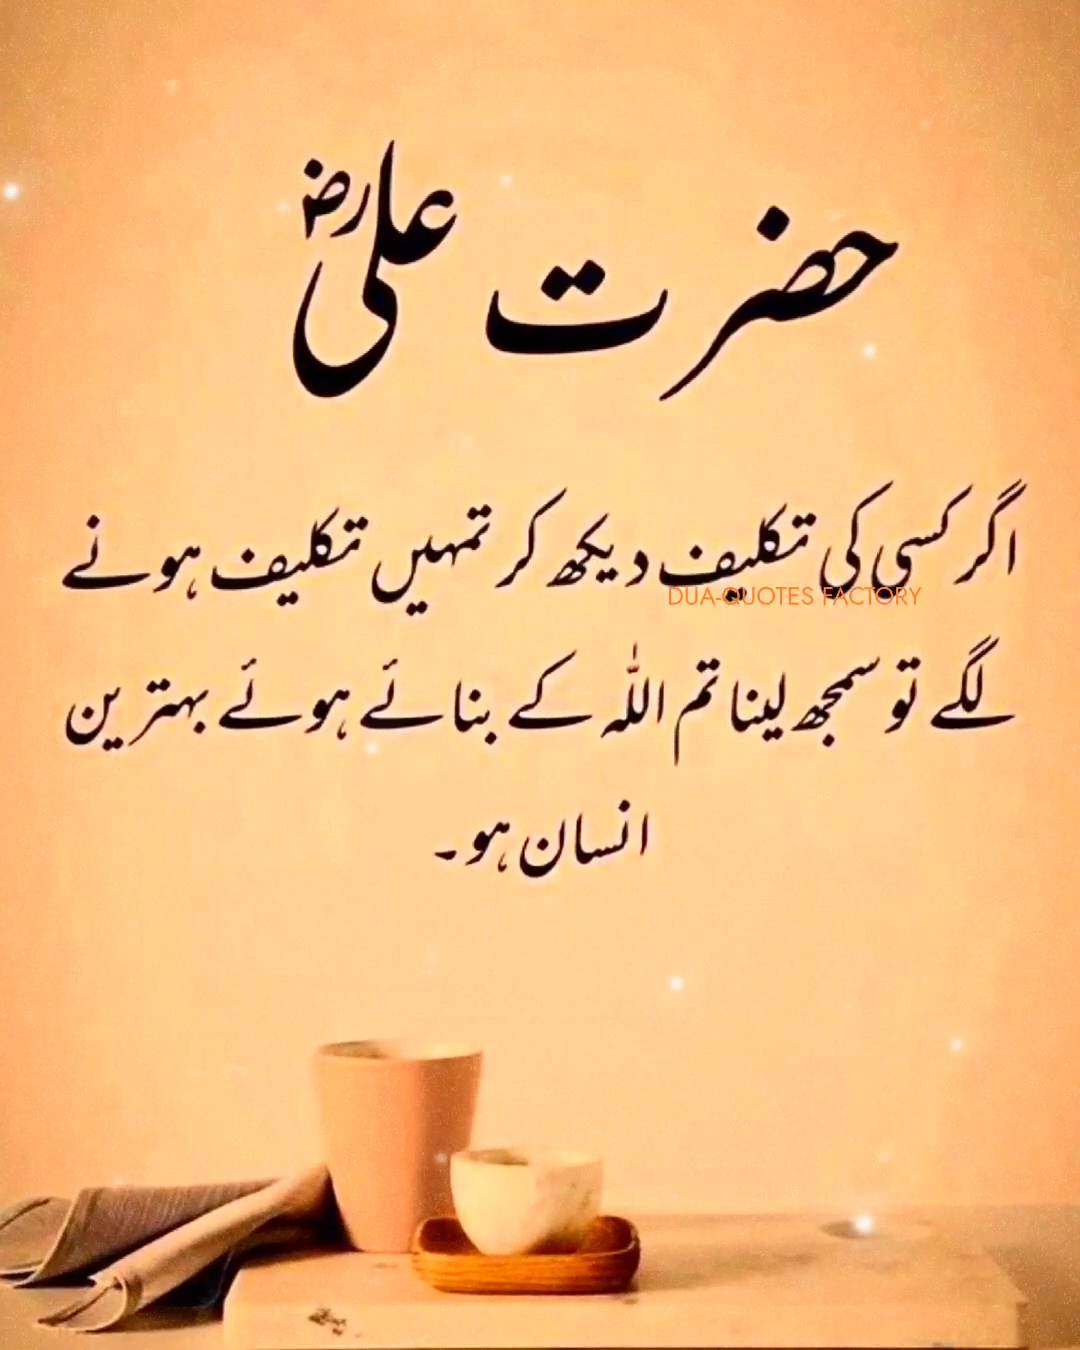 حضرت علیؓ
اگر کسی کی تکلیف دیکھ کر تمہیں تکلیف ہونے
DUA-QUOTES FACTORY
لگے تو سمجھ لینا تم اللہ کے بنائے ہوئے بہترین
انسان ہو۔